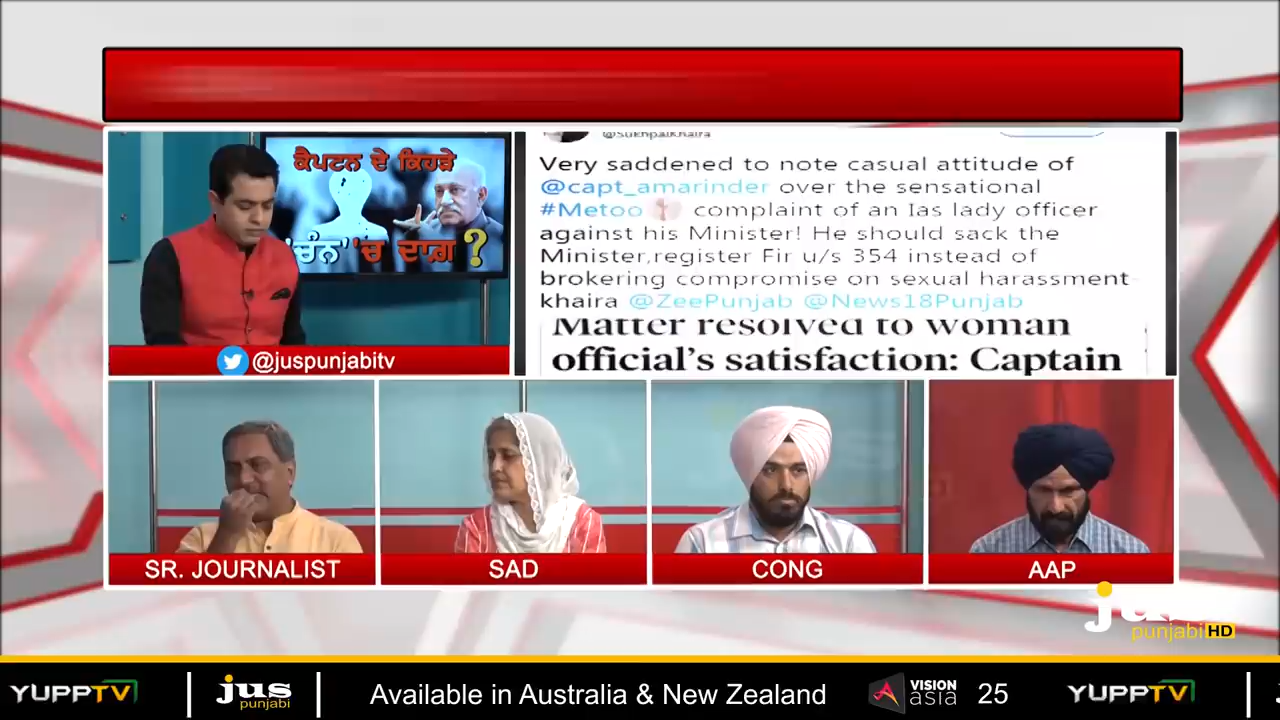 @sukhpalkhaira
Very saddened to note casual attitude of
@capt_amarinder over the sensational
#Metoo complaint of an Ias lady officer
against his Minister! He should sack the
Minister,register Fir u/s 354 instead of
brokering compromise on sexual harassment
khaira @ZeePunjab @News18Punjab
Matter resolved to woman
official's satisfaction: Captain
ਕੈਪਟਨ ਦੇ ਕਿਹੜੇ
'ਚੰਨ' 'ਚ ਦਾਗ਼ ?
@juspunjabitv
SR. JOURNALIST
SAD
CONG
AAP
jus
punjabi HD
YUPPTV
jus
punjabi
Available in Australia & New Zealand
VISION
asia
25
YUPPTV